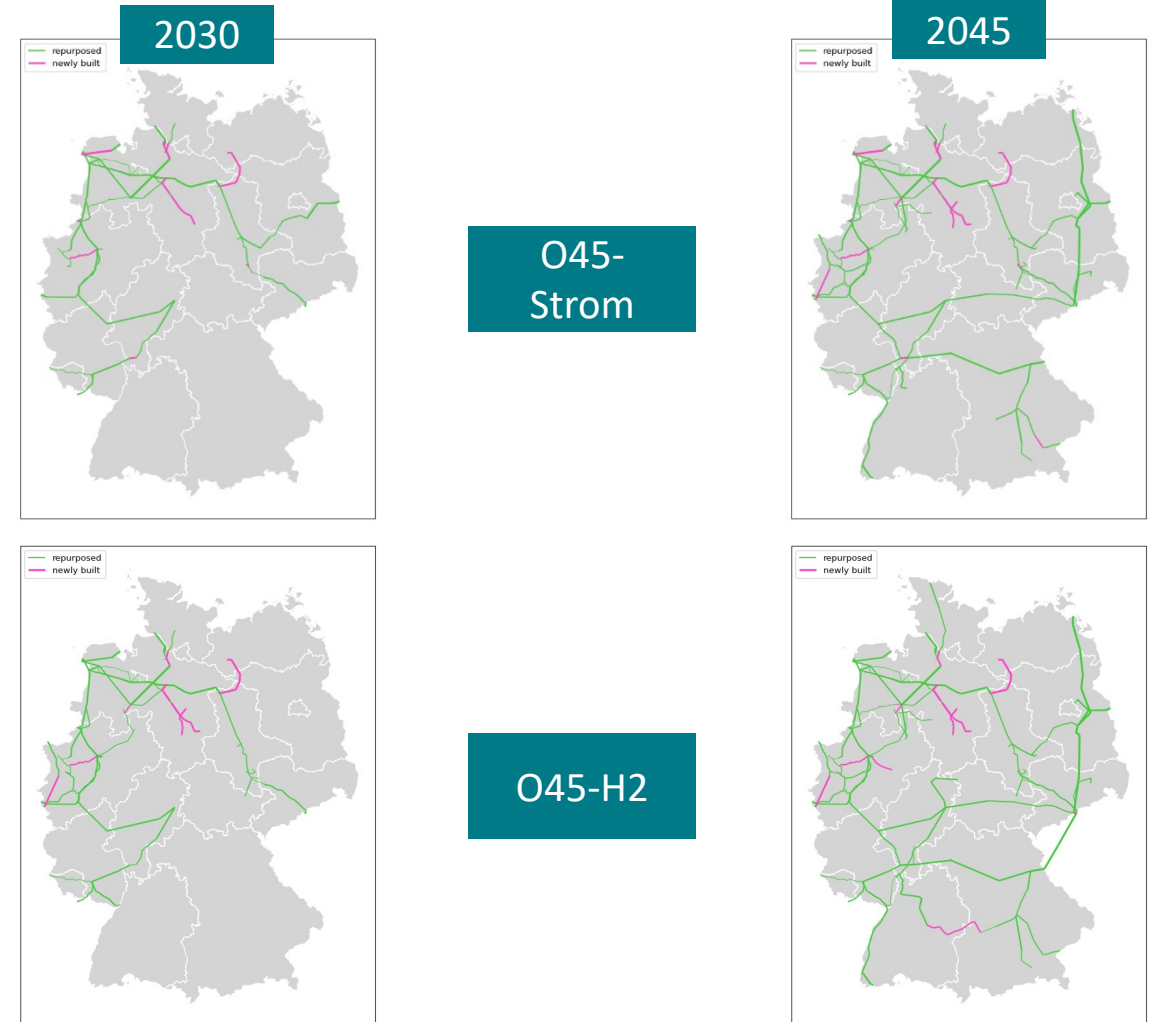 2030
2045
repurposed
newly built
repurposed
newly built
O45-
Strom
repurposed
newly built
repurposed
newly built
O45-H2